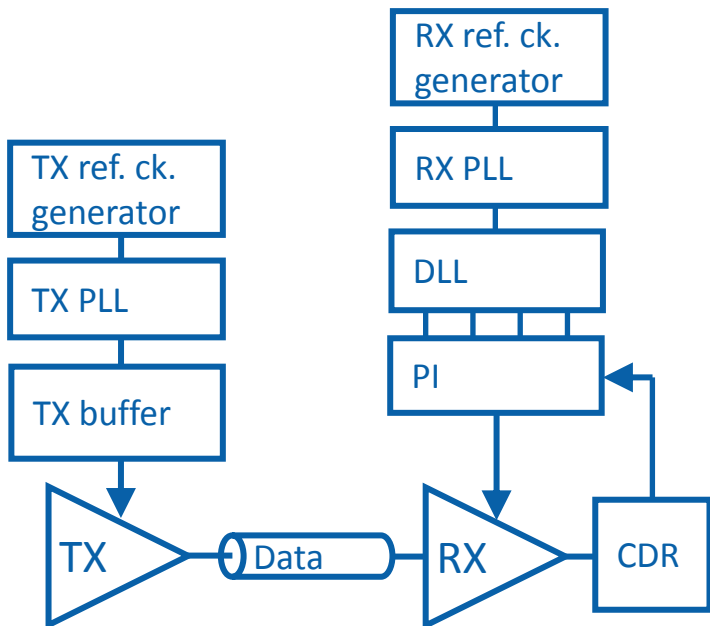 RX ref. ck.
generator
RX PLL
TX ref. ck.
generator
DLL
TX PLL
PI
TX buffer
TX
Data
RX
CDR